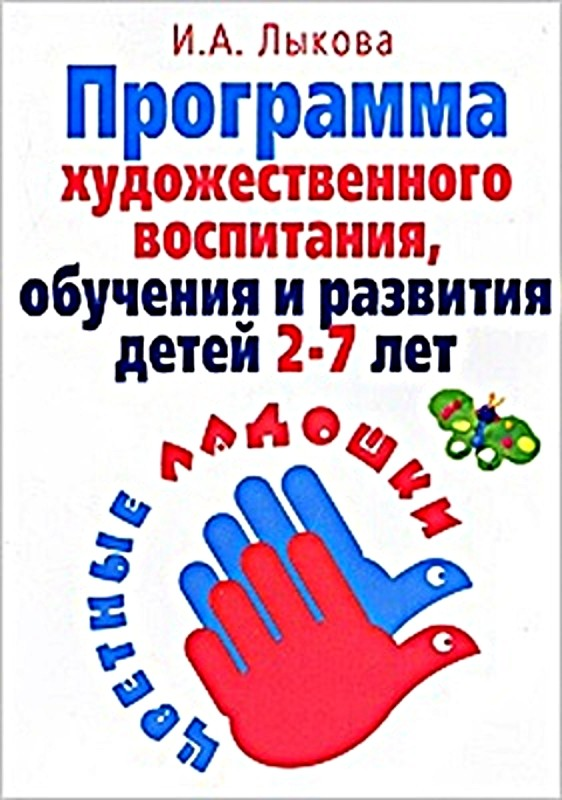 И.А. Лыкова
Программа
художественного
воспитания,
обучения и развития
детей 2-7 лет
ЦВЕТНЫЕ ЛАДОШКИ